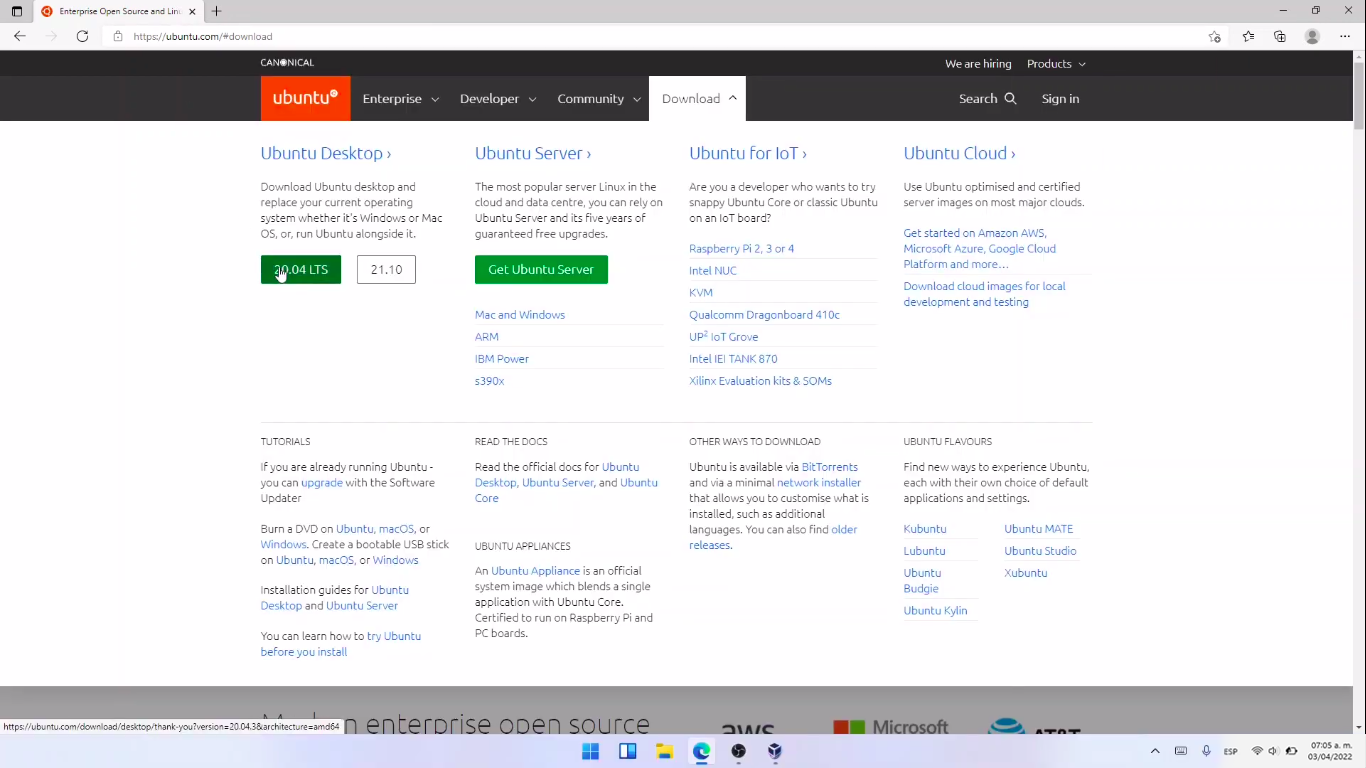 Enterprise Open Source and Linu
https://ubuntu.com/#download
CANONICAL
We are hiring
Products
ubuntu
Enterprise
Developer
Community
Download
Search
Sign in
Ubuntu Desktop ›
Download Ubuntu desktop and
replace your current operating
system whether it's Windows or Mac
OS, or, run Ubuntu alongside it.
20.04 LTS
21.10
Ubuntu Server ›
The most popular server Linux in the
cloud and data centre, you can rely on
Ubuntu Server and its five years of
guaranteed free upgrades.
Get Ubuntu Server
Mac and Windows
ARM
IBM Power
s390x
Ubuntu for IoT ›
Are you a developer who wants to try
snappy Ubuntu Core or classic Ubuntu
on an IoT board?
Raspberry Pi 2, 3 or 4
Intel NUC
KVM
Qualcomm Dragonboard 410c
UP² IoT Grove
Intel IEI TANK 870
Xilinx Evaluation kits & SOMs
Ubuntu Cloud ›
Use Ubuntu optimised and certified
server images on most major clouds.
Get started on Amazon AWS,
Microsoft Azure, Google Cloud
Platform and more…
Download cloud images for local
development and testing
TUTORIALS
If you are already running Ubuntu -
you can upgrade with the Software
Updater
Burn a DVD on Ubuntu, macOS, or
Windows. Create a bootable USB stick
on Ubuntu, macOS, or Windows
Installation guides for Ubuntu
Desktop and Ubuntu Server
You can learn how to try Ubuntu
before you install
READ THE DOCS
Read the official docs for Ubuntu
Desktop, Ubuntu Server, and Ubuntu
Core
UBUNTU APPLIANCES
An Ubuntu Appliance is an official
system image which blends a single
application with Ubuntu Core.
Certified to run on Raspberry Pi and
PC boards.
OTHER WAYS TO DOWNLOAD
Ubuntu is available via BitTorrents
and via a minimal network installer
that allows you to customise what is
installed, such as additional
languages. You can also find older
releases.
UBUNTU FLAVOURS
Find new ways to experience Ubuntu,
each with their own choice of default
applications and settings.
Kubuntu
Lubuntu
Ubuntu
Budgie
Ubuntu Kylin
Ubuntu MATE
Ubuntu Studio
Xubuntu
n enterprise open source
aws
Microsoft
AT&T
https://ubuntu.com/download/desktop/thank-you?version=20.04.3&architecture=amd64
ESP
07:05 a. m.
03/04/2022